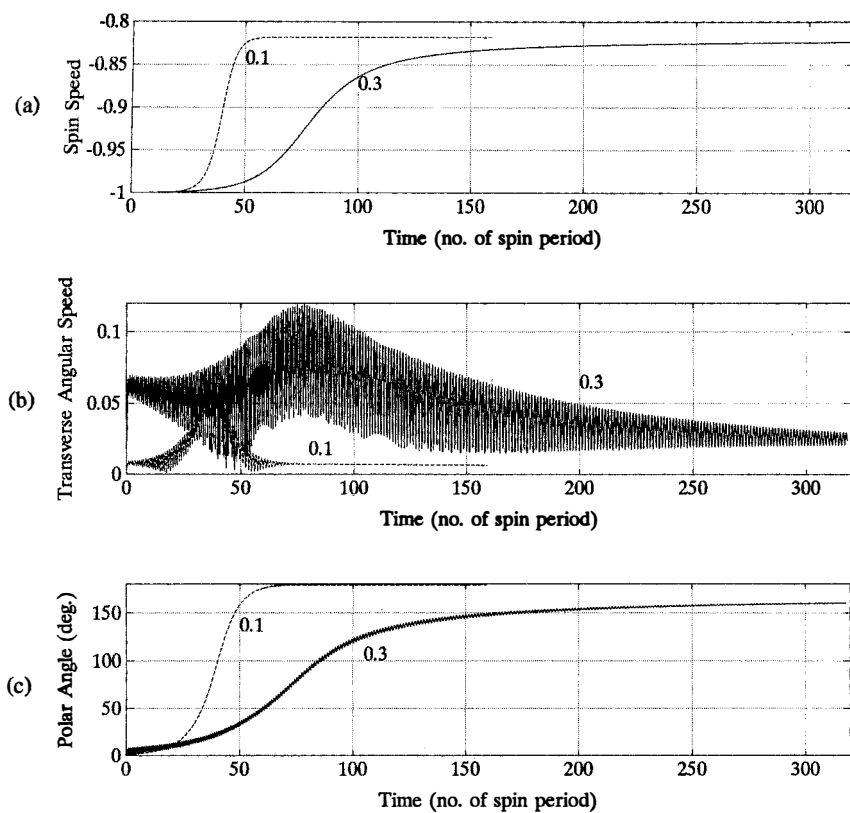 (a)
Spin Speed
-0.8
-0.85
-0.9
-0.95
-1
0.1
0.3
0 50 100 150 200 250 300
Time (no. of spin period)
(b)
Transverse Angular Speed
0.1
0.05
0
0.3
0.1
0 50 100 150 200 250 300
Time (no. of spin period)
(c)
Polar Angle (deg.)
150
100
50
0
0.1
0.3
0 50 100 150 200 250 300
Time (no. of spin period)